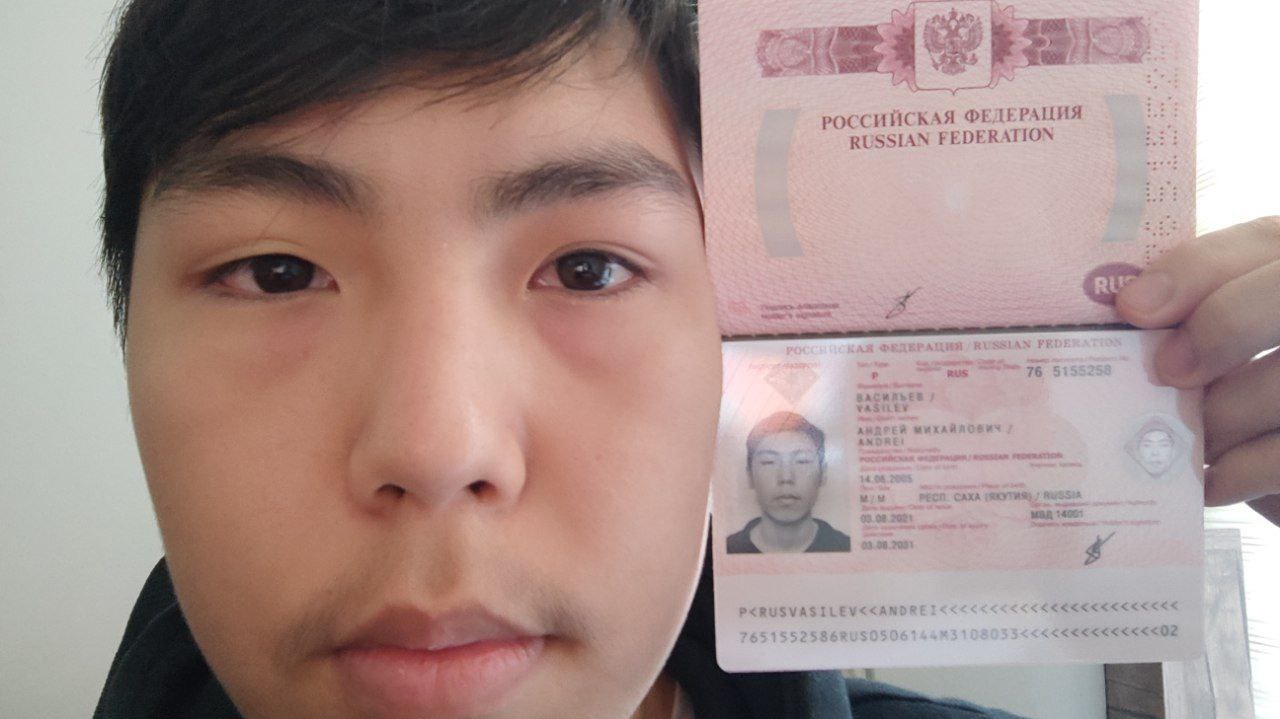 РОССИЙСКАЯ ФЕДЕРАЦИЯ
RUSSIAN FEDERATION
RUS
РОССИЙСКАЯ ФЕДЕРАЦИЯ / RUSSIAN FEDERATION
P RUS 76 5155258
ВАСИЛЬЕВ /
VASILEV
АНДРЕЙ МИХАЙЛОВИЧ /
ANDREI
РОССИЙСКАЯ ФЕДЕРАЦИЯ / RUSSIAN FEDERATION
14.06.2005
М / M РЕСП. САХА (ЯКУТИЯ) / RUSSIA
03.08.2021 МВД 14001
03.08.2031
P<RUSVASILEV<<ANDREI<<<<<<<<<<<<<<<<<<<<<<<<
7651552586RUS0506144M3108033<<<<<<<<<<<<<<02